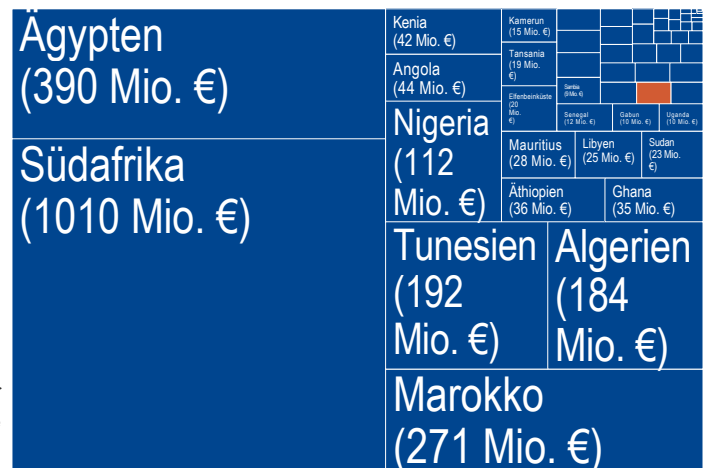 Ägypten
(390 Mio. €)
Südafrika
(1010 Mio. €)
Kenia
(42 Mio. €)
Angola
(44 Mio. €)
Nigeria
(112
Mio. €)
Kamerun
(15 Mio. €)
Tansania
(19 Mio.
€)
Elfenbeinküste
(20
Mio.
€)
Sambia
(9 Mio. €)
Senegal
(12 Mio. €)
Gabun
(10 Mio. €)
Uganda
(10 Mio. €)
Mauritius
(28 Mio. €)
Libyen
(25 Mio. €)
Sudan
(23 Mio.
€)
Äthiopien
(36 Mio. €)
Ghana
(35 Mio. €)
Tunesien
(192
Mio. €)
Algerien
(184
Mio. €)
Marokko
(271 Mio. €)